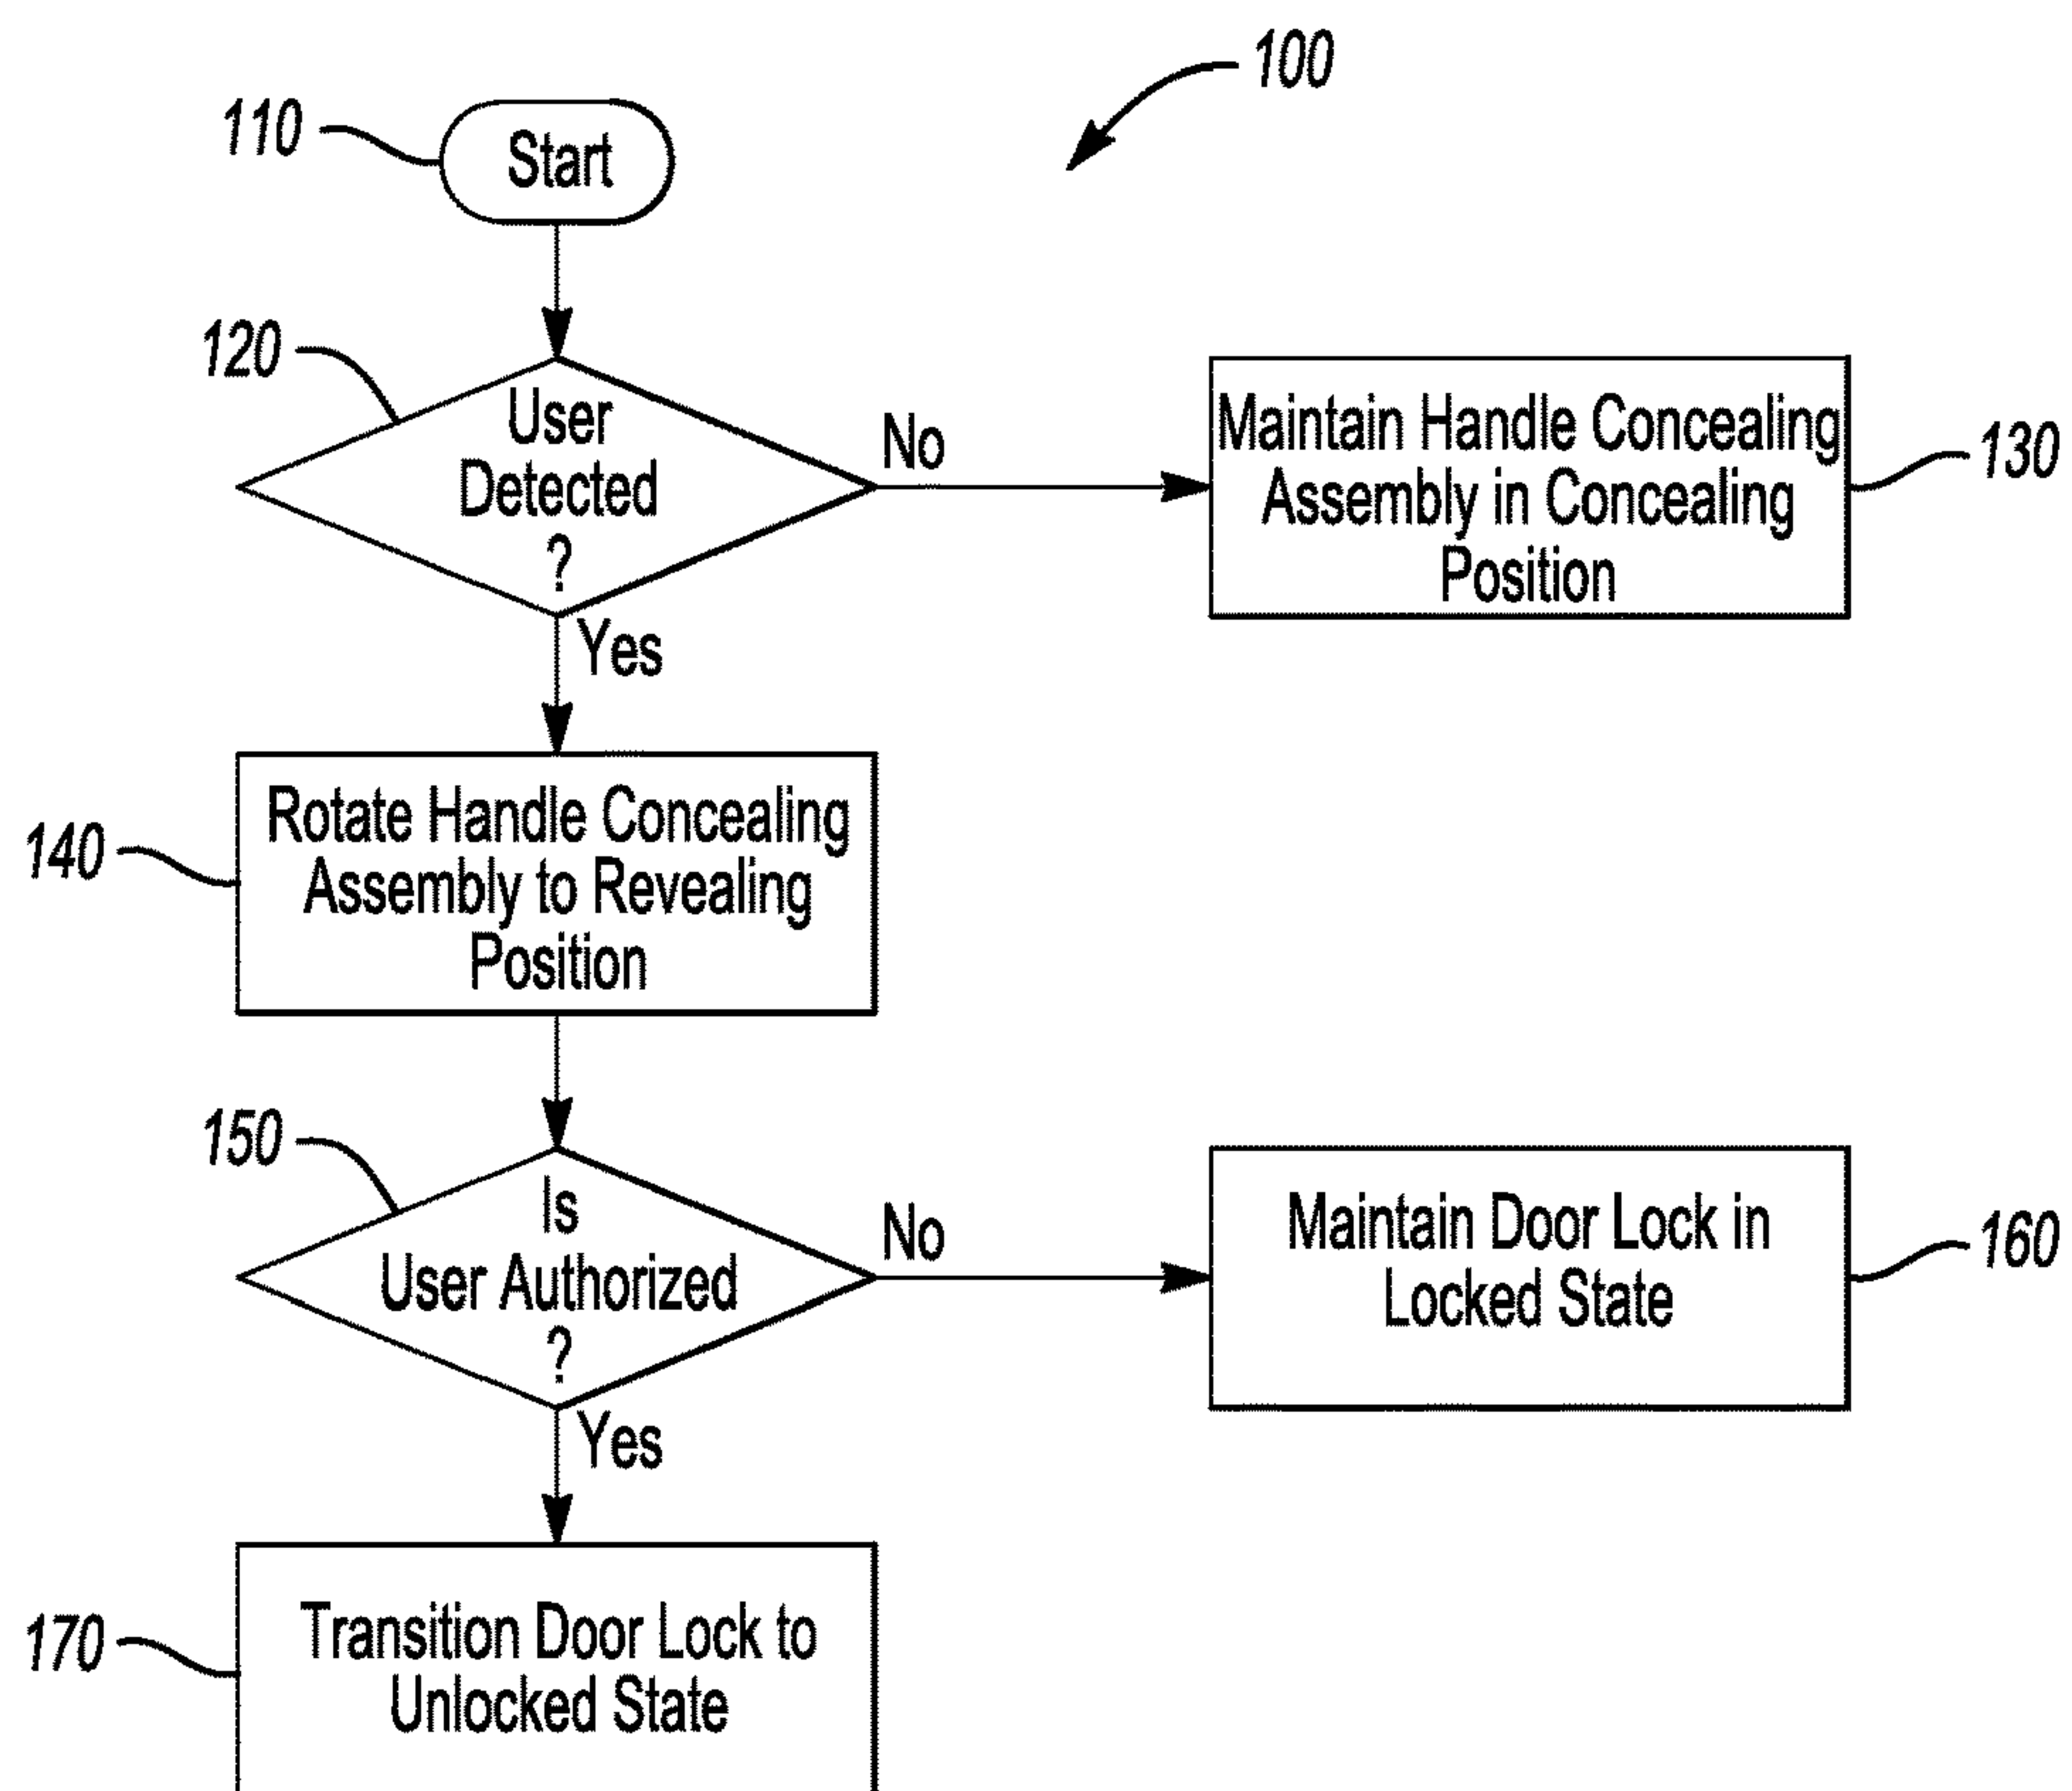 100
110
Start
120
User
Detected
?
No
Maintain Handle Concealing
Assembly in Concealing
Position
130
Yes
140
Rotate Handle Concealing
Assembly to Revealing
Position
150
Is
User Authorized
?
No
Maintain Door Lock in
Locked State
160
Yes
170
Transition Door Lock to
Unlocked State